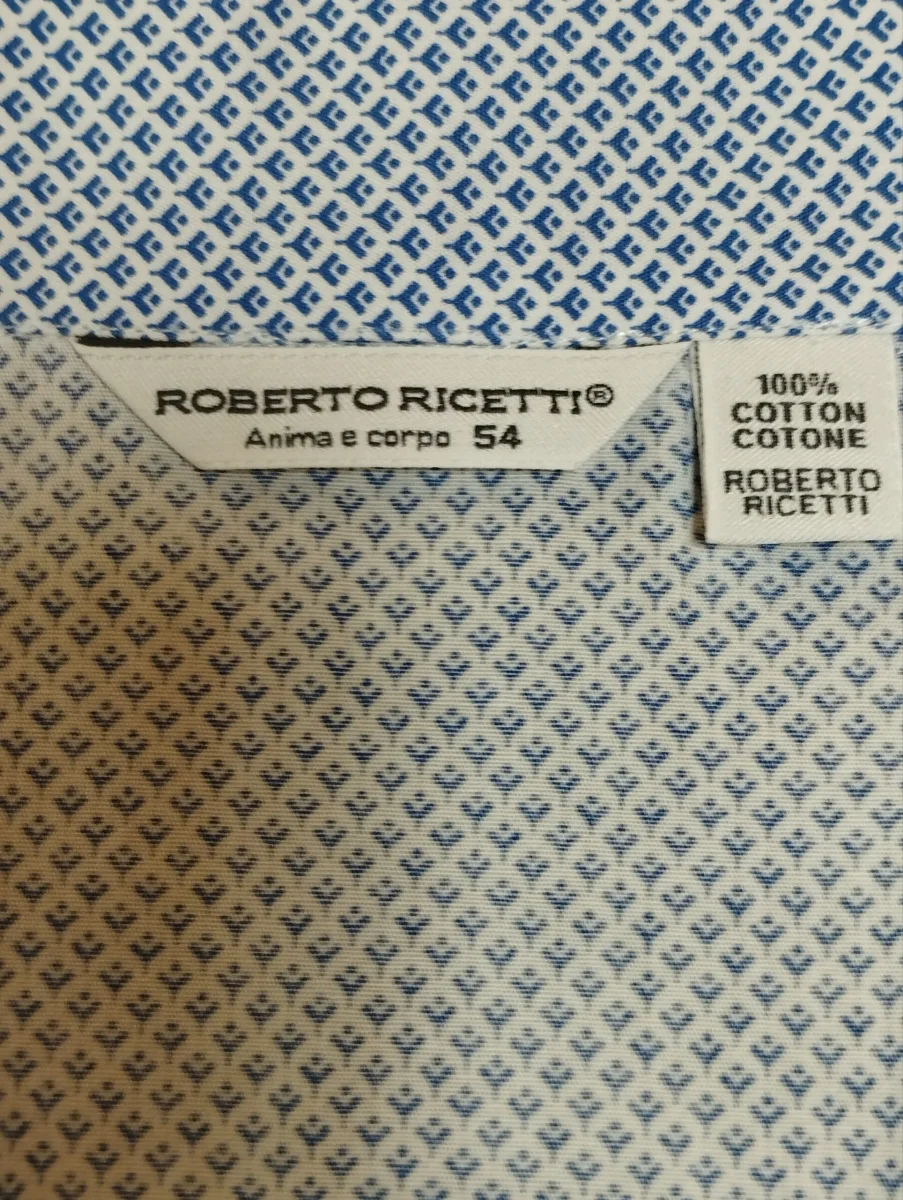 ROBERTO RICETTI®
Anima e corpo 54
100%
COTTON
COTONE
ROBERTO
RICETTI